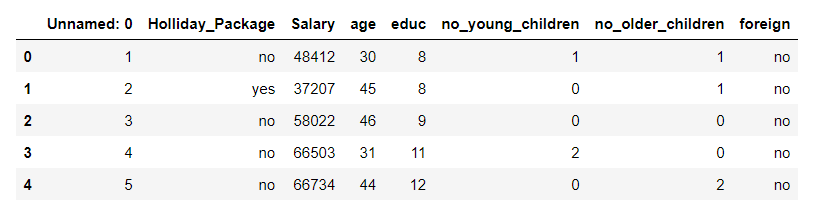 Unnamed: 0 Holliday_Package Salary age educ no_young_children no_older_children foreign
0 1 no 48412 30 8 1 1 no
1 2 yes 37207 45 8 0 1 no
2 3 no 58022 46 9 0 0 no
3 4 no 66503 31 11 2 0 no
4 5 no 66734 44 12 0 2 no